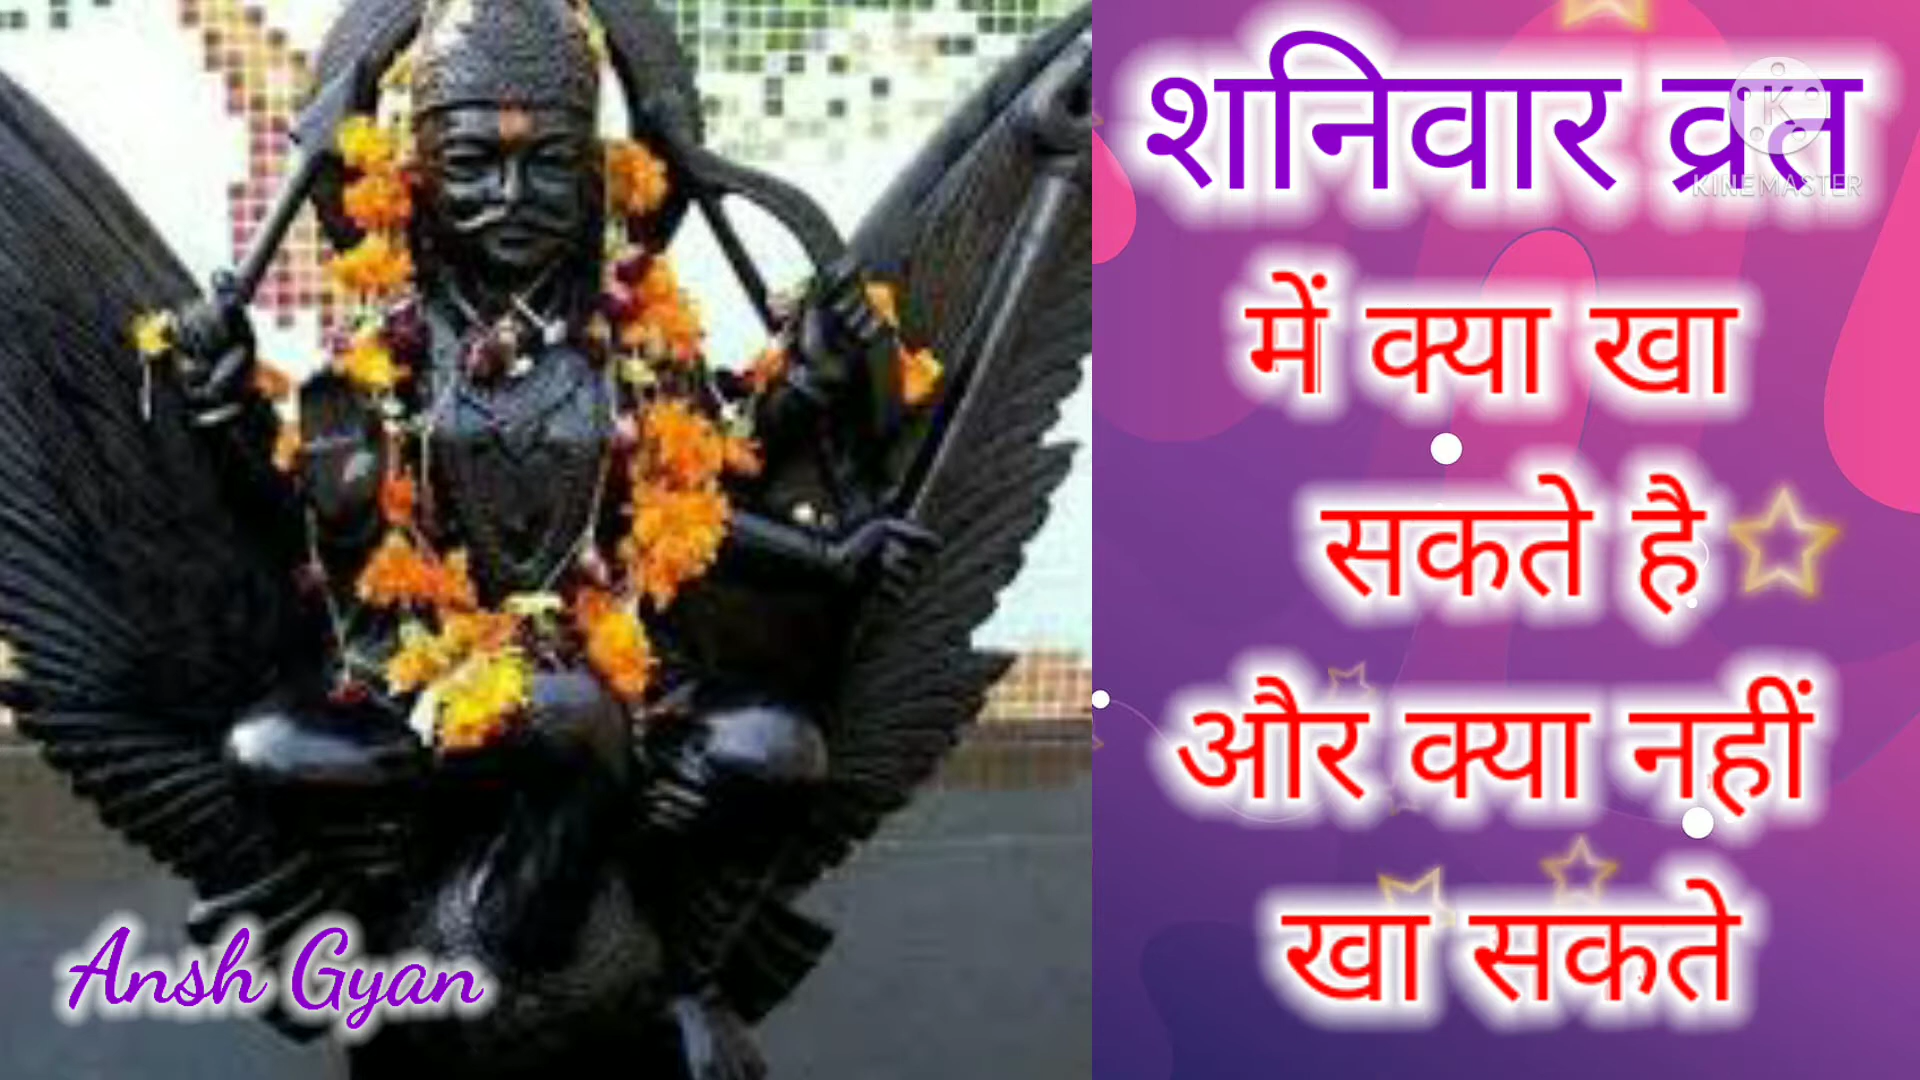 शनिवार व्रत
KINEMASTER
में क्या खा
सकते है
और क्या नहीं
खा सकते
Ansh Gyan